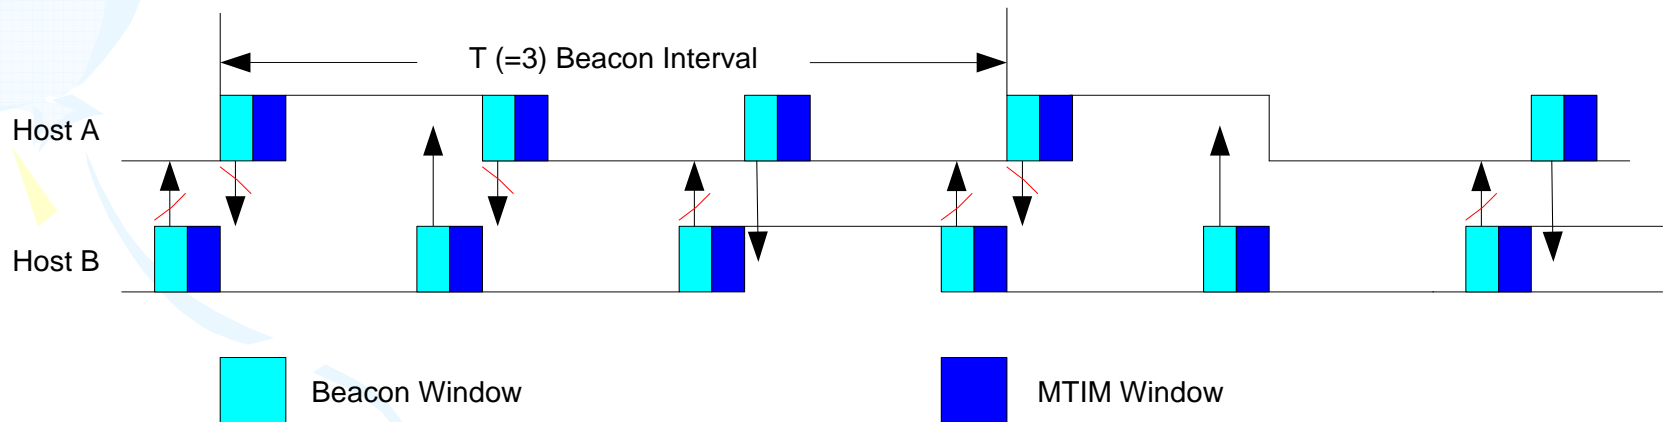 T (=3) Beacon Interval
Host A
Host B
Beacon Window
MTIM Window